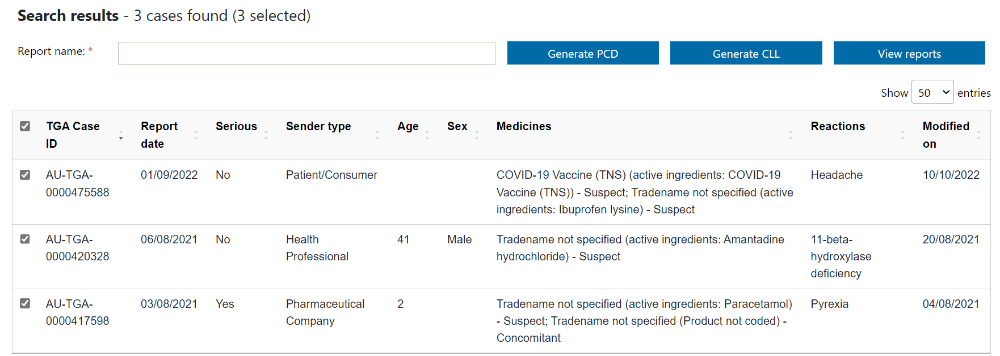 Search results - 3 cases found (3 selected)
Report name: *
Generate PCD
Generate CLL
View reports
Show 50 entries
TGA Case ID
Report date
Serious
Sender type
Age
Sex
Medicines
Reactions
Modified on
AU-TGA-
0000475588
01/09/2022
No
Patient/Consumer
COVID-19 Vaccine (TNS) (active ingredients: COVID-19
Vaccine (TNS)) - Suspect; Tradename not specified (active
ingredients: Ibuprofen lysine) - Suspect
Headache
10/10/2022
AU-TGA-
0000420328
06/08/2021
No
Health
Professional
41
Male
Tradename not specified (active ingredients: Amantadine
hydrochloride) - Suspect
11-beta-
hydroxylase
deficiency
20/08/2021
AU-TGA-
0000417598
03/08/2021
Yes
Pharmaceutical
Company
2
Tradename not specified (active ingredients: Paracetamol)
- Suspect; Tradename not specified (Product not coded) -
Concomitant
Pyrexia
04/08/2021